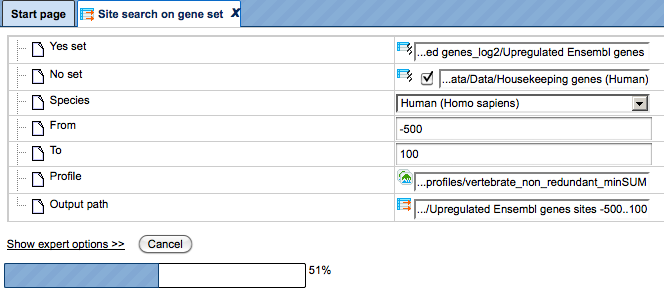 Start page Site search on gene set X
Yes set ...ed genes_log2/Upregulated Ensembl genes
No set ...ata/Data/Housekeeping genes (Human)
Species Human (Homo sapiens)
From -500
To 100
Profile ...profiles/vertebrate_non_redundant_minSUM
Output path .../Upregulated Ensembl genes sites -500..100
Show expert options >> Cancel
51%